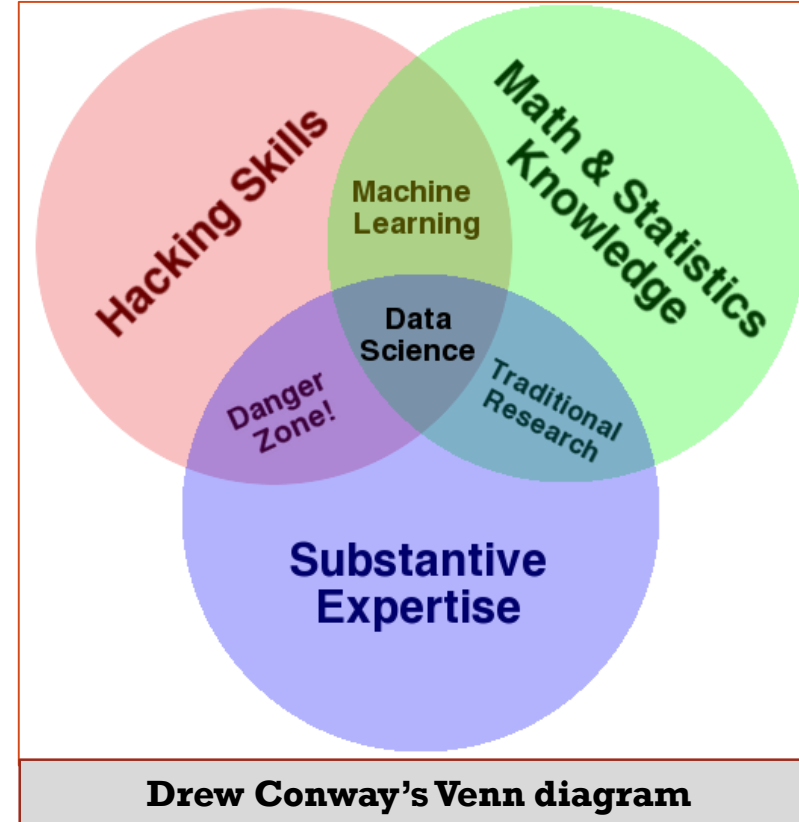 Hacking Skills
Math & Statistics
Knowledge
Machine
Learning
Data
Science
Danger
Zone!
Traditional
Research
Substantive
Expertise
Drew Conway's Venn diagram